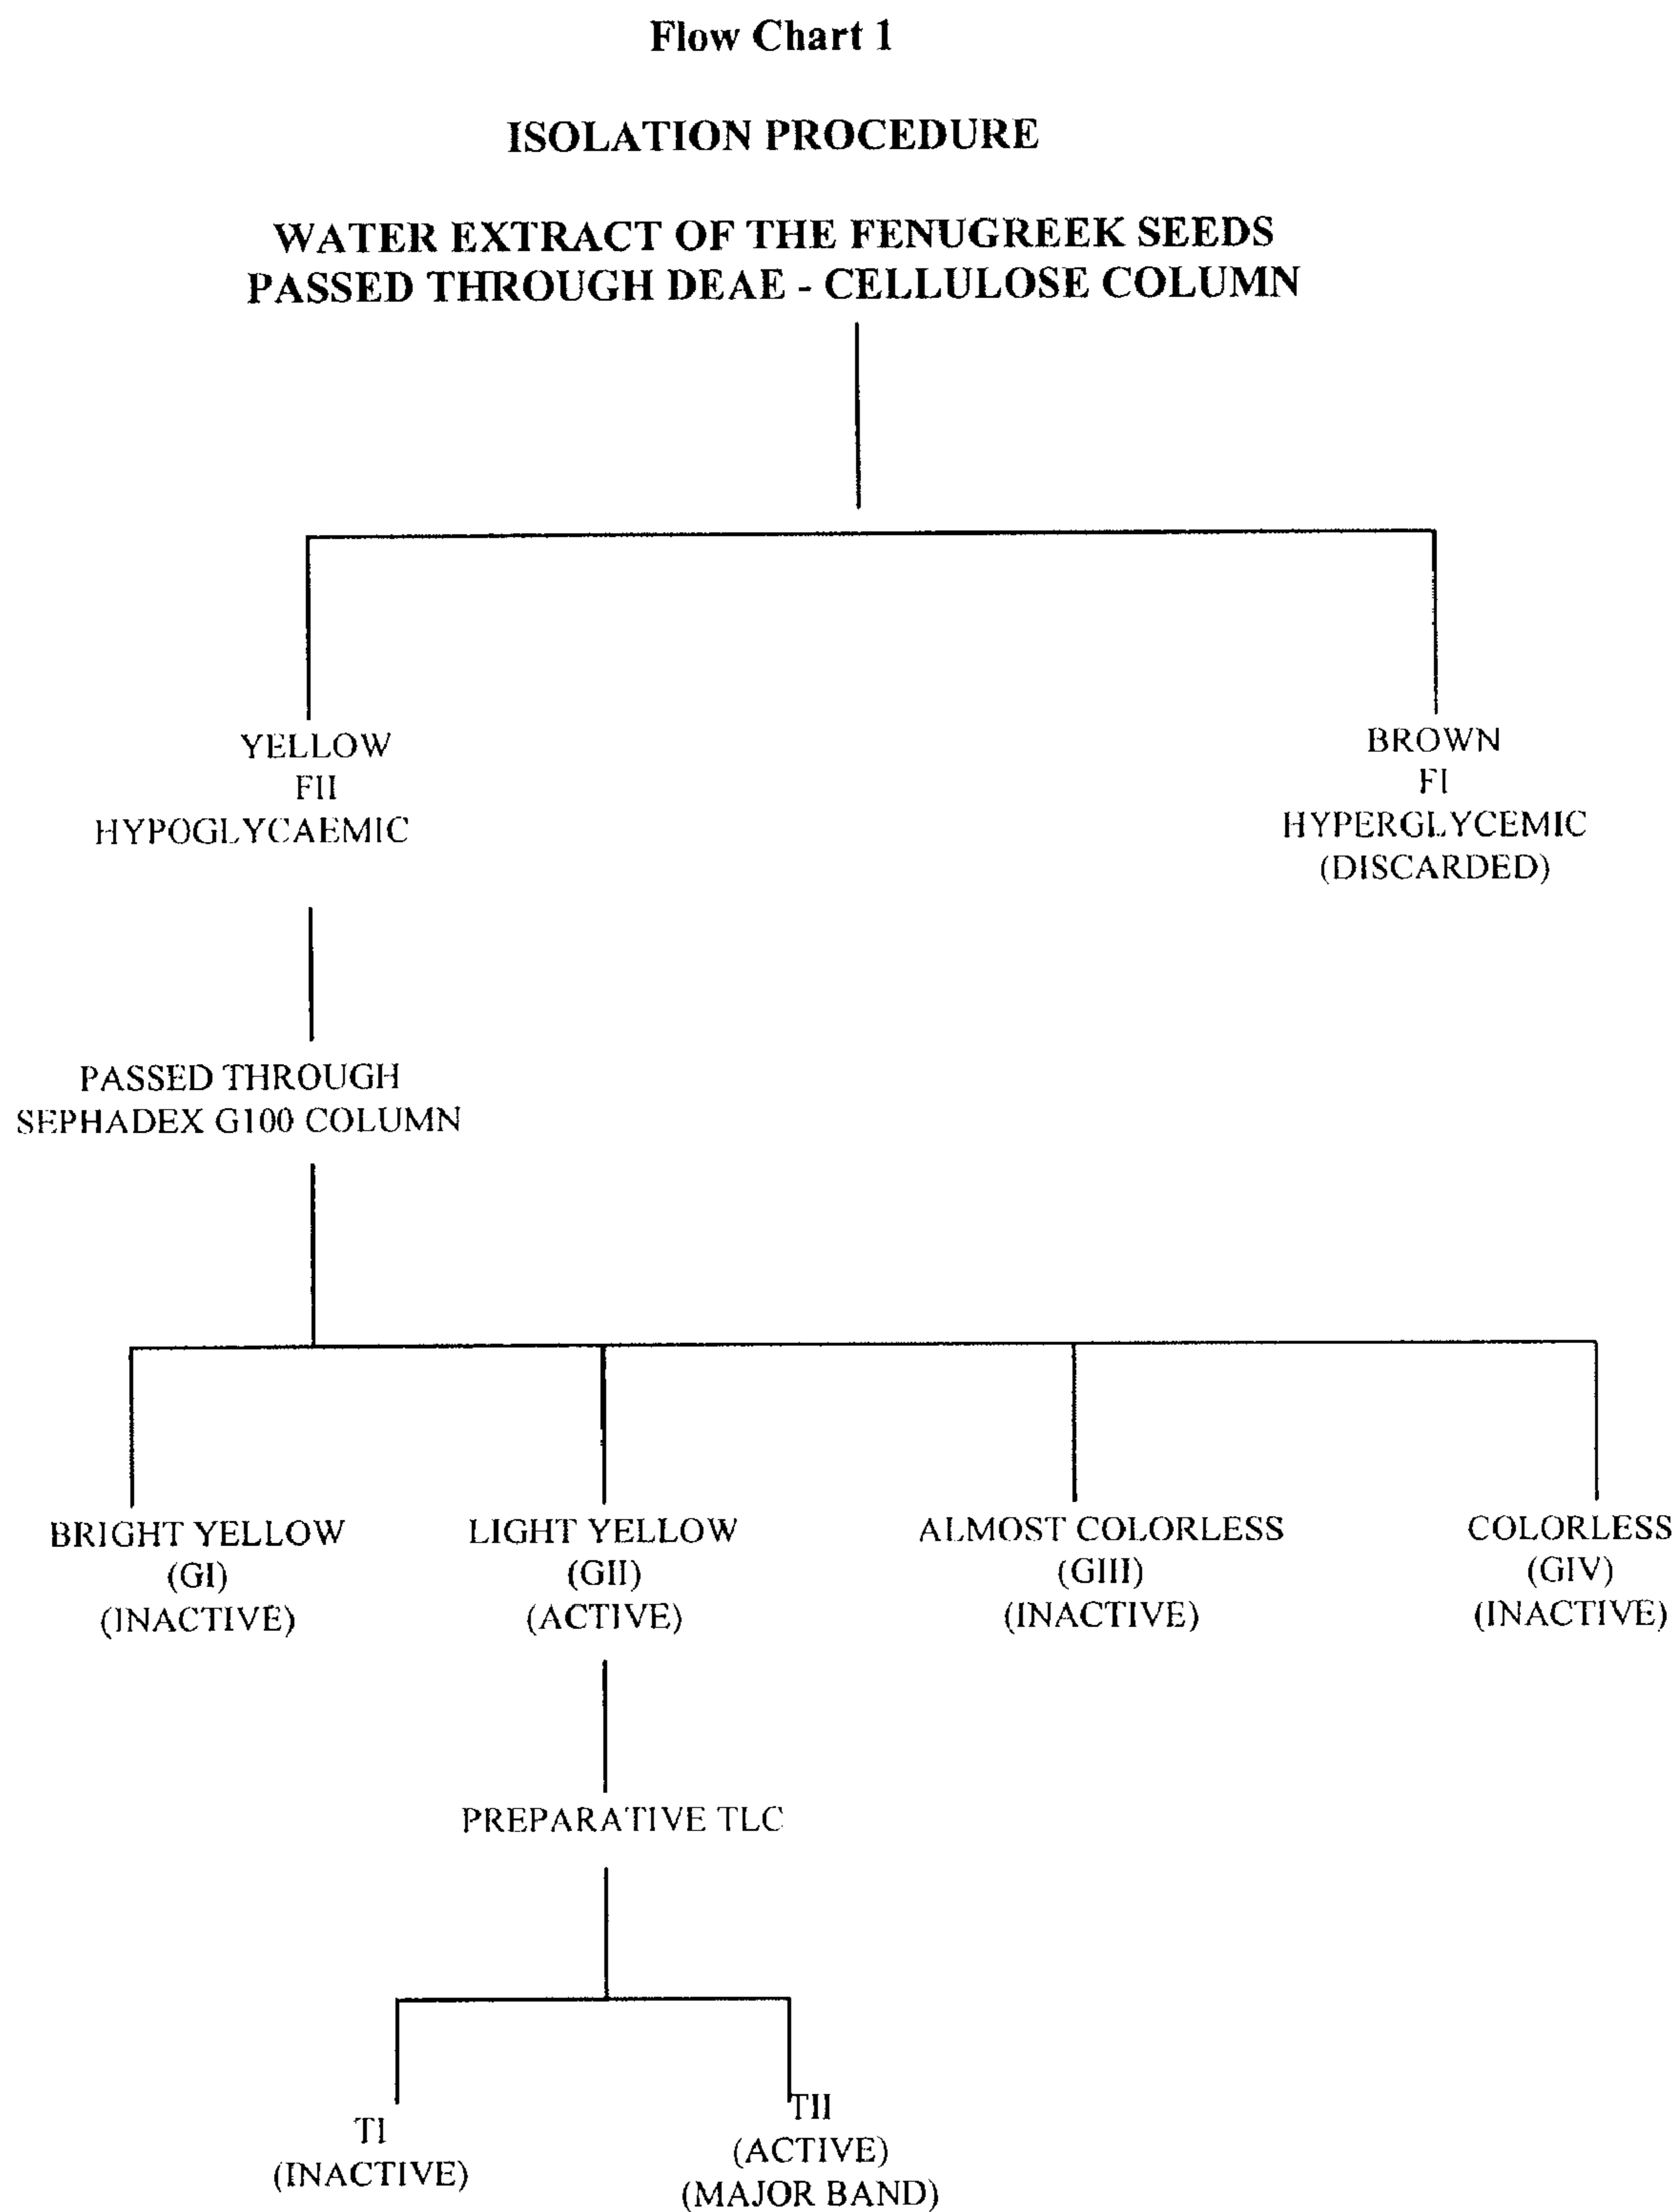 Flow Chart 1
ISOLATION PROCEDURE
WATER EXTRACT OF THE FENUGREEK SEEDS
PASSED THROUGH DEAE - CELLULOSE COLUMN
YELLOW
FII
HYPOGLYCAEMIC
BROWN
FI
HYPERGLYCEMIC
(DISCARDED)
PASSED THROUGH
SEPHADEX G100 COLUMN
BRIGHT YELLOW
(GI)
(INACTIVE)
LIGHT YELLOW
(GII)
(ACTIVE)
ALMOST COLORLESS
(GIII)
(INACTIVE)
COLORLESS
(GIV)
(INACTIVE)
PREPARATIVE TLC
TI
(INACTIVE)
TII
(ACTIVE)
(MAJOR BAND)